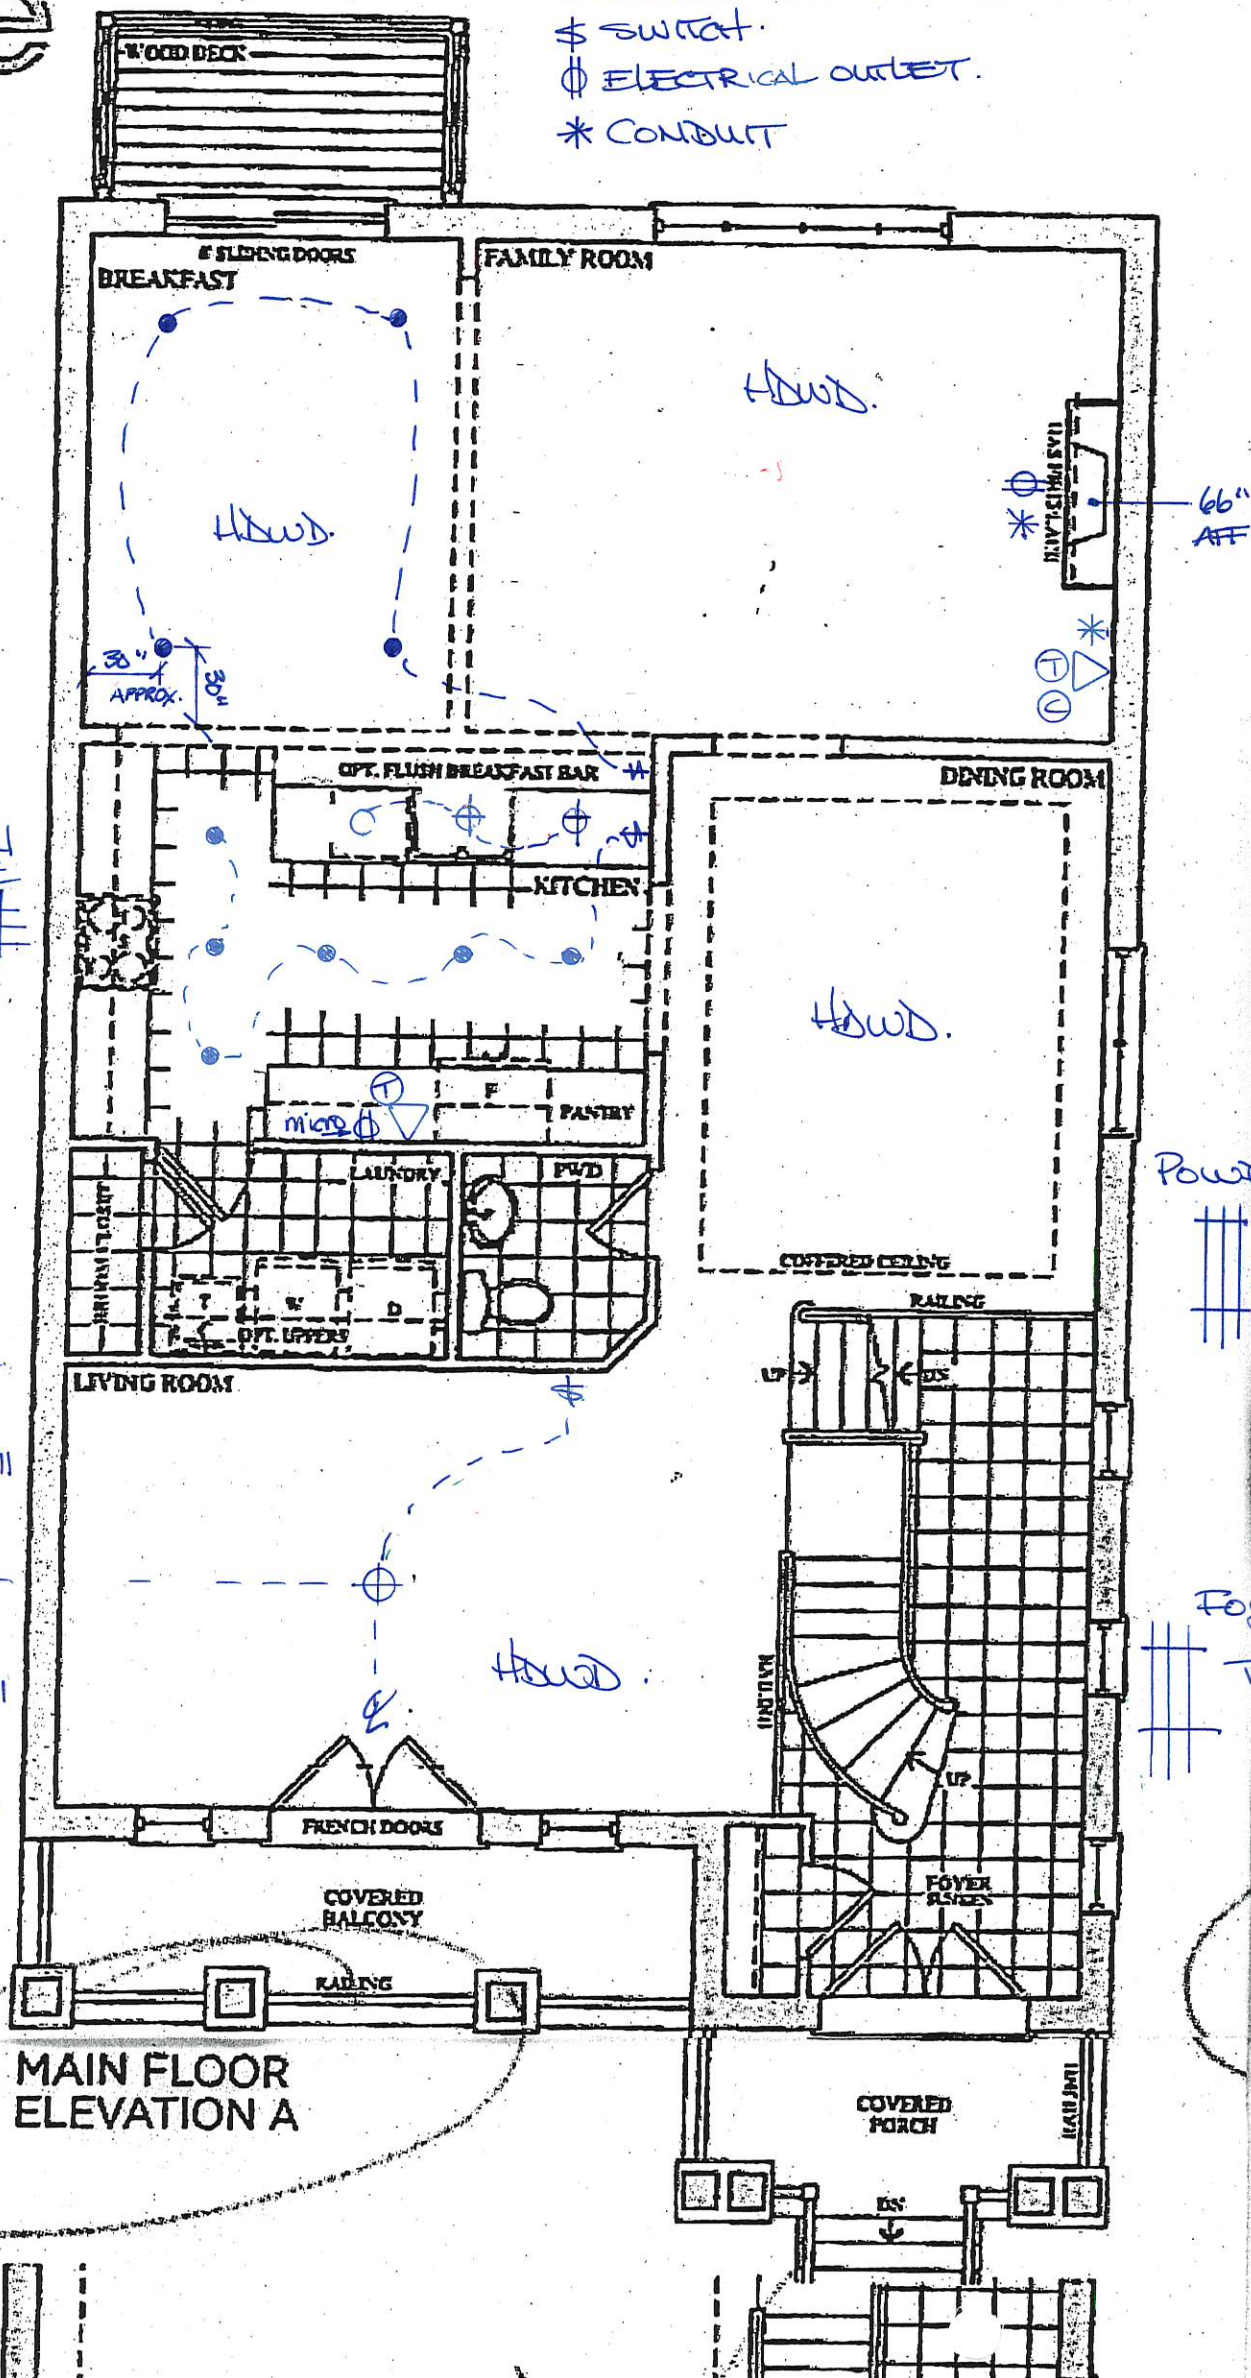 $ SWITCH.
ELECTRICAL OUTLET.
* CONDUIT
WOOD DECK
6' SLIDING DOORS
BREAKFAST
FAMILY ROOM
HDWD.
HDWD.
GAS FIREPLACE
*
66"
AFF
30"
APPROX.
30"
*
T
C
OPT. FLUSH BREAKFAST BAR
$
DINING ROOM
$
KITCHEN
HDWD.
T
F
micro
PANTRY
LAUNDRY
PWD
W
D
OPT. UPPERS
COFFERED CEILING
RAILING
UP
DN
LIVING ROOM
$
HDWD.
RAILING
UP
FRENCH DOORS
FOYER
COVERED
BALCONY
RAILING
MAIN FLOOR
ELEVATION A
COVERED
PORCH
RAILING
DN